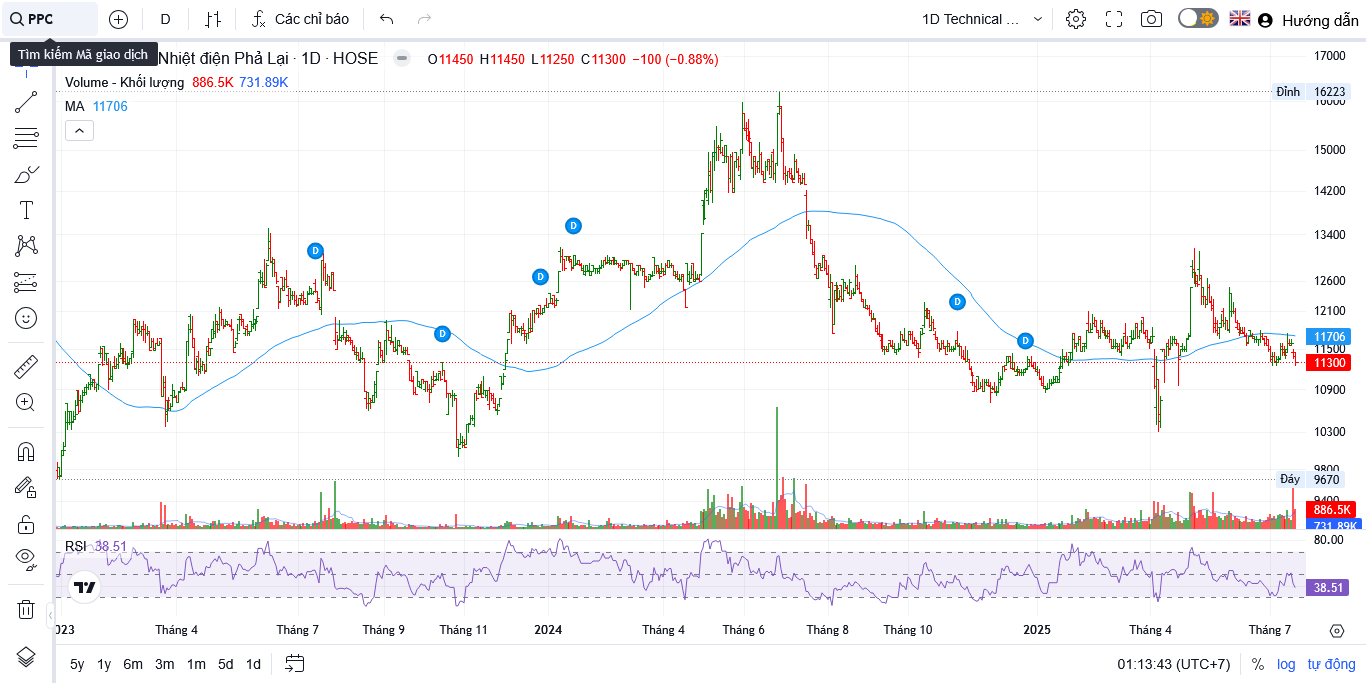 PPC
D
Các chỉ báo
1D Technical ...
Hướng dẫn
Tìm kiếm Mã giao dịch
Nhiệt điện Phả Lại · 1D · HOSE
O11450 H11450 L11250 C11300 −100 (−0.88%)
Volume - Khối lượng 886.5K 731.89K
MA 11706
17000
Đỉnh 16223
16000
15000
14200
13400
12600
12100
11706
11500
11300
10900
10300
9800
Đáy 9670
9400
886.5K
731.89K
D
D
D
D
D
D
RSI 38.51
80.00
38.51
023
Tháng 4
Tháng 7
Tháng 9
Tháng 11
2024
Tháng 4
Tháng 6
Tháng 8
Tháng 10
2025
Tháng 4
Tháng 7
5y 1y 6m 3m 1m 5d 1d
01:13:43 (UTC+7)
% log tự động